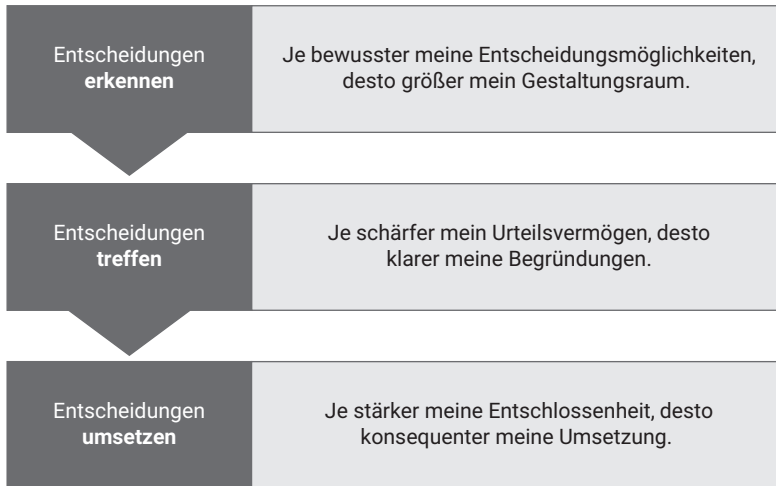 Entscheidungen
erkennen
Je bewusster meine Entscheidungsmöglichkeiten,
desto größer mein Gestaltungsraum.
Entscheidungen
treffen
Je schärfer mein Urteilsvermögen, desto
klarer meine Begründungen.
Entscheidungen
umsetzen
Je stärker meine Entschlossenheit, desto
konsequenter meine Umsetzung.